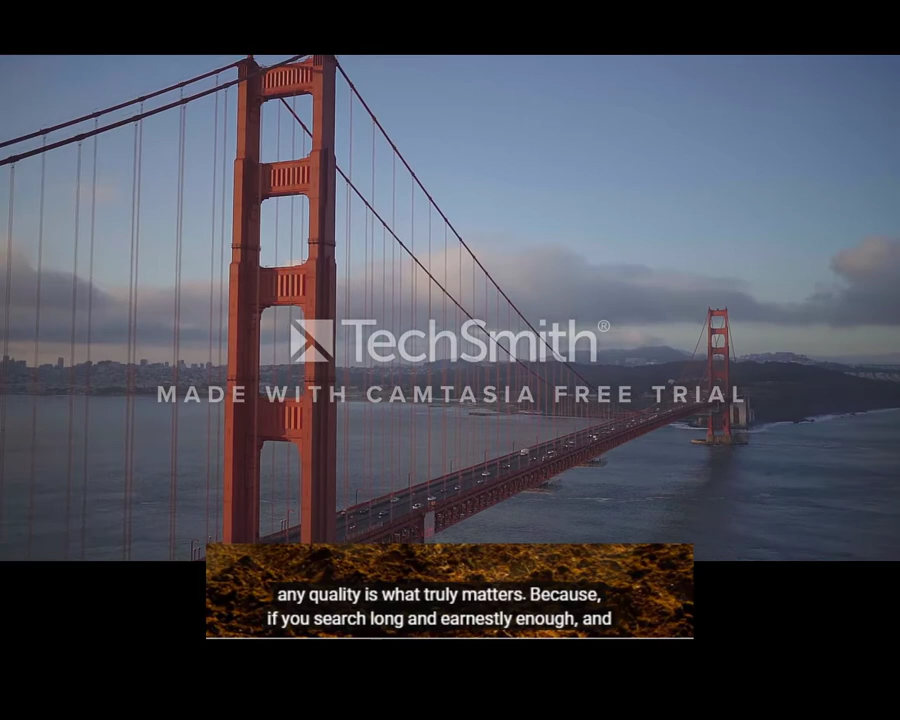 TechSmith®
MADE WITH CAMTASIA FREE TRIAL
any quality is what truly matters. Because,
if you search long and earnestly enough, and